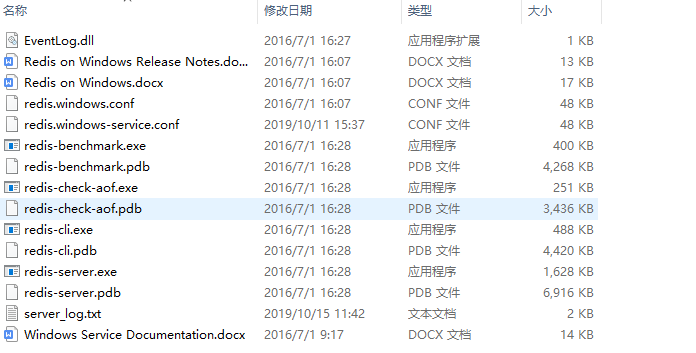 名称 修改日期 类型 大小
EventLog.dll 2016/7/1 16:27 应用程序扩展 1 KB
Redis on Windows Release Notes.do... 2016/7/1 16:07 DOCX 文档 13 KB
Redis on Windows.docx 2016/7/1 16:07 DOCX 文档 17 KB
redis.windows.conf 2016/7/1 16:07 CONF 文件 48 KB
redis.windows-service.conf 2019/10/11 15:37 CONF 文件 48 KB
redis-benchmark.exe 2016/7/1 16:28 应用程序 400 KB
redis-benchmark.pdb 2016/7/1 16:28 PDB 文件 4,268 KB
redis-check-aof.exe 2016/7/1 16:28 应用程序 251 KB
redis-check-aof.pdb 2016/7/1 16:28 PDB 文件 3,436 KB
redis-cli.exe 2016/7/1 16:28 应用程序 488 KB
redis-cli.pdb 2016/7/1 16:28 PDB 文件 4,420 KB
redis-server.exe 2016/7/1 16:28 应用程序 1,628 KB
redis-server.pdb 2016/7/1 16:28 PDB 文件 6,916 KB
server_log.txt 2019/10/15 11:42 文本文档 2 KB
Windows Service Documentation.docx 2016/7/1 9:17 DOCX 文档 14 KB